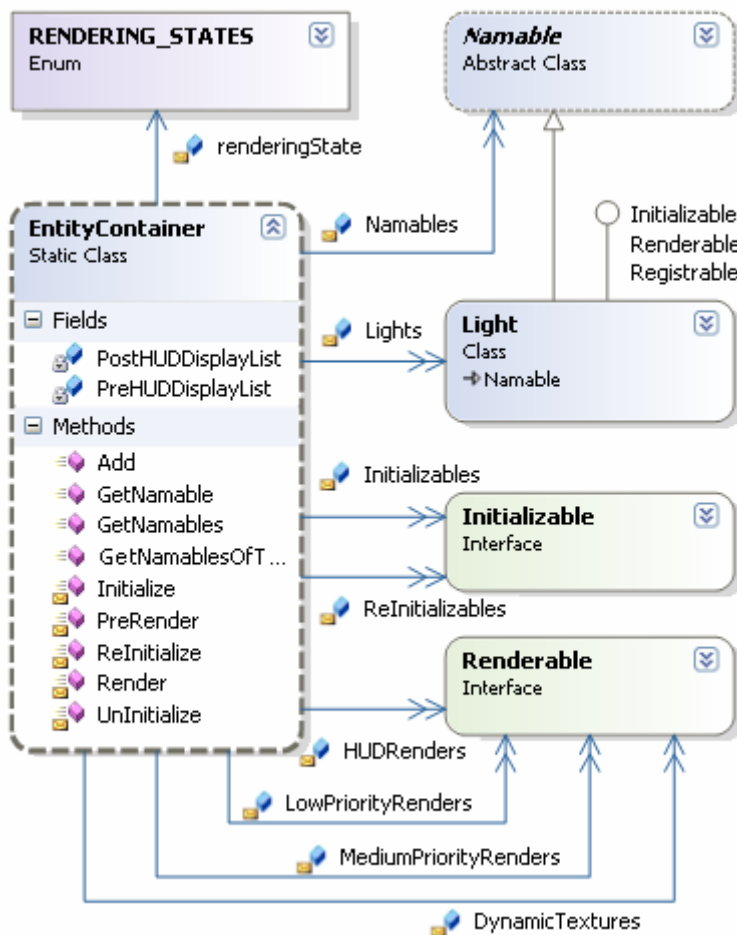 RENDERING_STATES
Enum
Namable
Abstract Class
renderingState
EntityContainer
Static Class
Namables
Initializable
Renderable
Registrable
Fields
PostHUDDisplayList
PreHUDDisplayList
Lights
Light
Class
Namable
Methods
Add
GetNamable
GetNamables
GetNamablesOfT...
Initialize
PreRender
ReInitialize
Render
UnInitialize
Initializables
Initializable
Interface
ReInitializables
Renderable
Interface
HUDRenders
LowPriorityRenders
MediumPriorityRenders
DynamicTextures